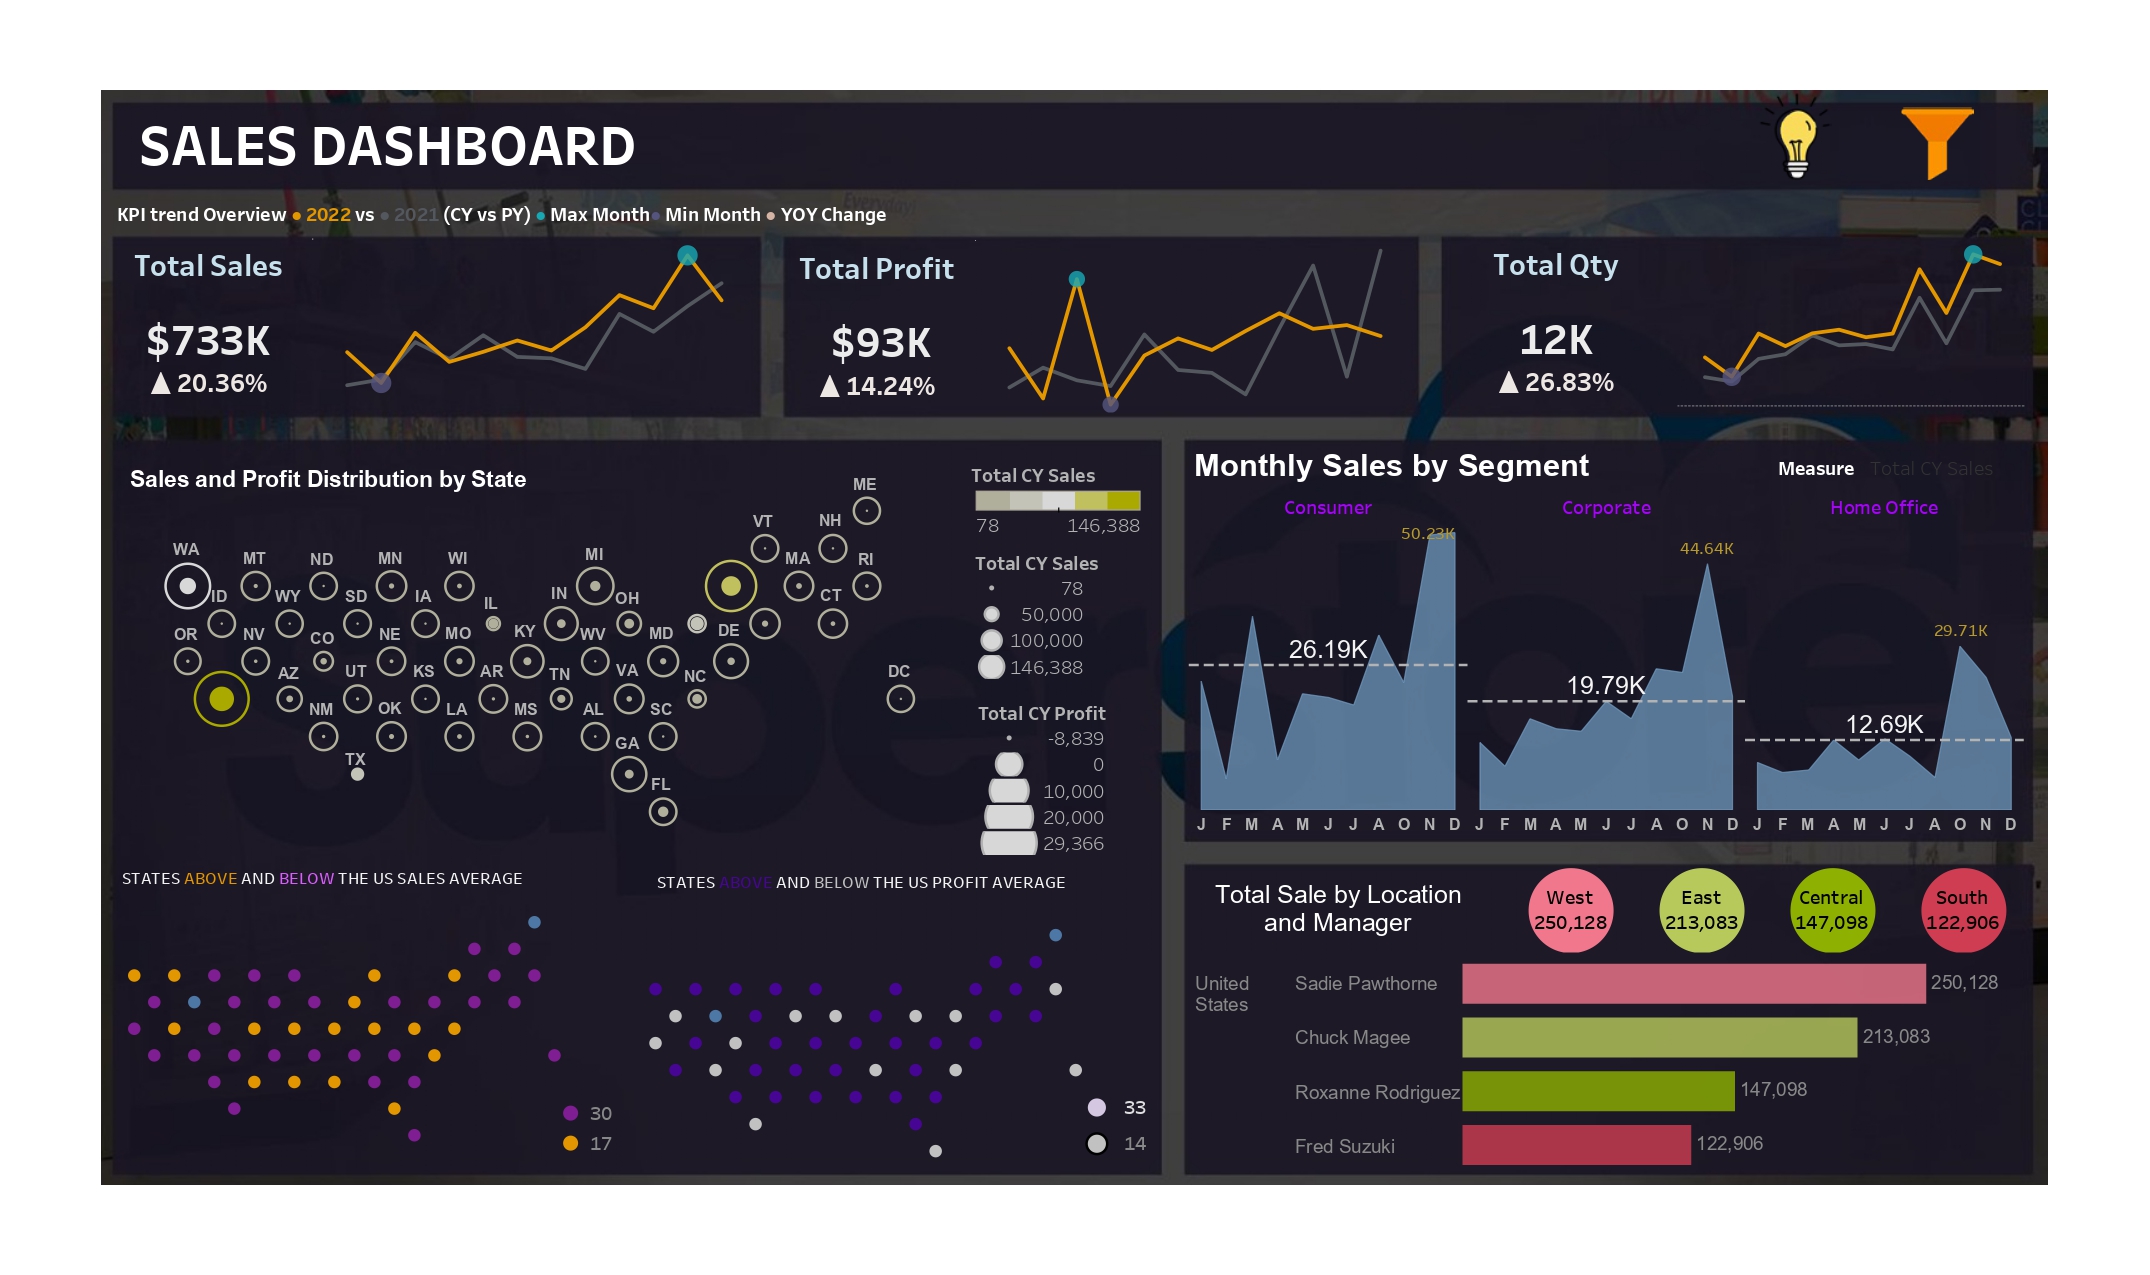 SALES DASHBOARD
KPI trend Overview ● 2022 vs ● 2021 (CY vs PY) ● Max Month ● Min Month ● YOY Change
Total Sales
$733K
▲ 20.36%
Total Profit
$93K
▲ 14.24%
Total Qty
12K
▲ 26.83%
Sales and Profit Distribution by State
ME
VT NH
WA MT ND MN WI MI MA RI
ID WY SD IA IL IN OH CT
OR NV CO NE MO KY WV MD DE
AZ UT KS AR TN VA NC DC
NM OK LA MS AL SC
TX GA
FL
Total CY Sales
78 146,388
Total CY Sales
78
50,000
100,000
146,388
Total CY Profit
-8,839
0
10,000
20,000
29,366
STATES ABOVE AND BELOW THE US SALES AVERAGE
30
17
STATES ABOVE AND BELOW THE US PROFIT AVERAGE
33
14
Monthly Sales by Segment
Measure Total CY Sales
Consumer Corporate Home Office
50.23K
44.64K
29.71K
26.19K
19.79K
12.69K
J F M A M J J A O N D J F M A M J J A O N D J F M A M J J A O N D
Total Sale by Location
and Manager
West
250,128
East
213,083
Central
147,098
South
122,906
United
States
Sadie Pawthorne 250,128
Chuck Magee 213,083
Roxanne Rodriguez 147,098
Fred Suzuki 122,906